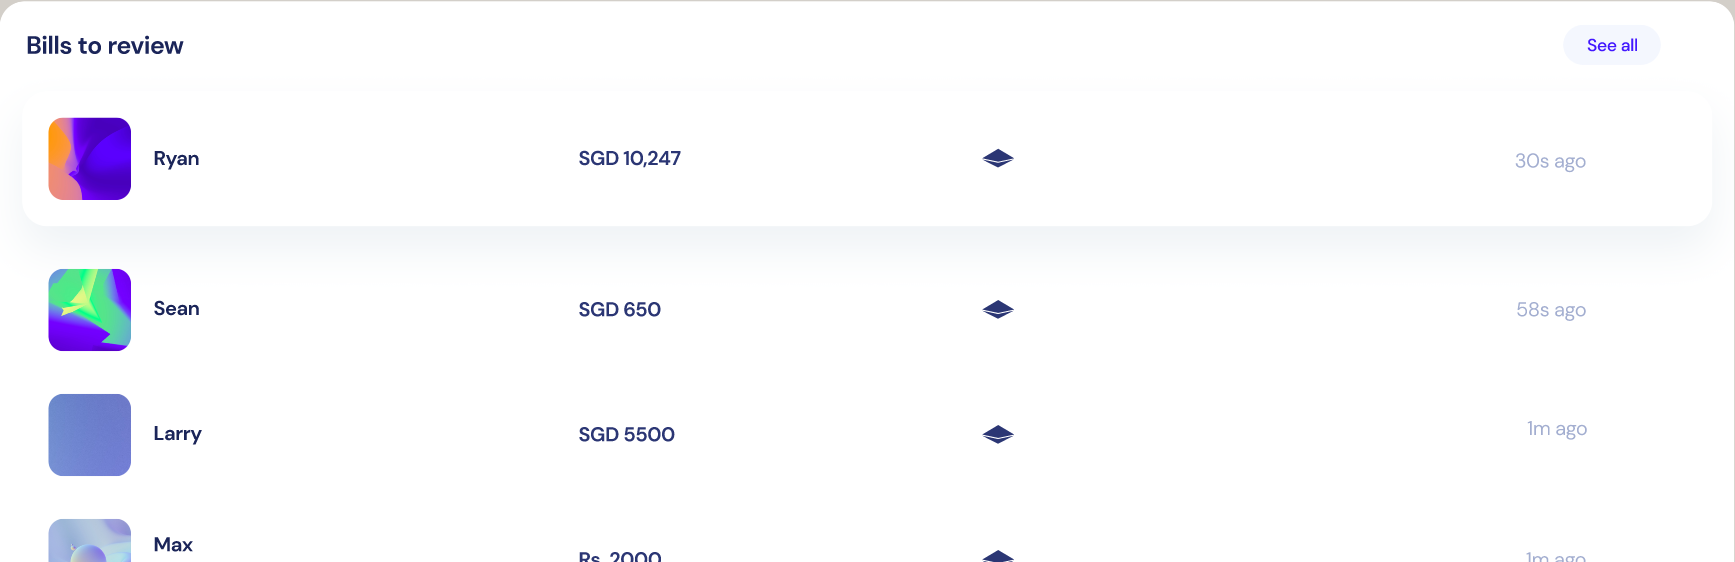 Bills to review
See all
Ryan SGD 10,247 30s ago
Sean SGD 650 58s ago
Larry SGD 5500 1m ago
Max Rs. 2000 1m ago